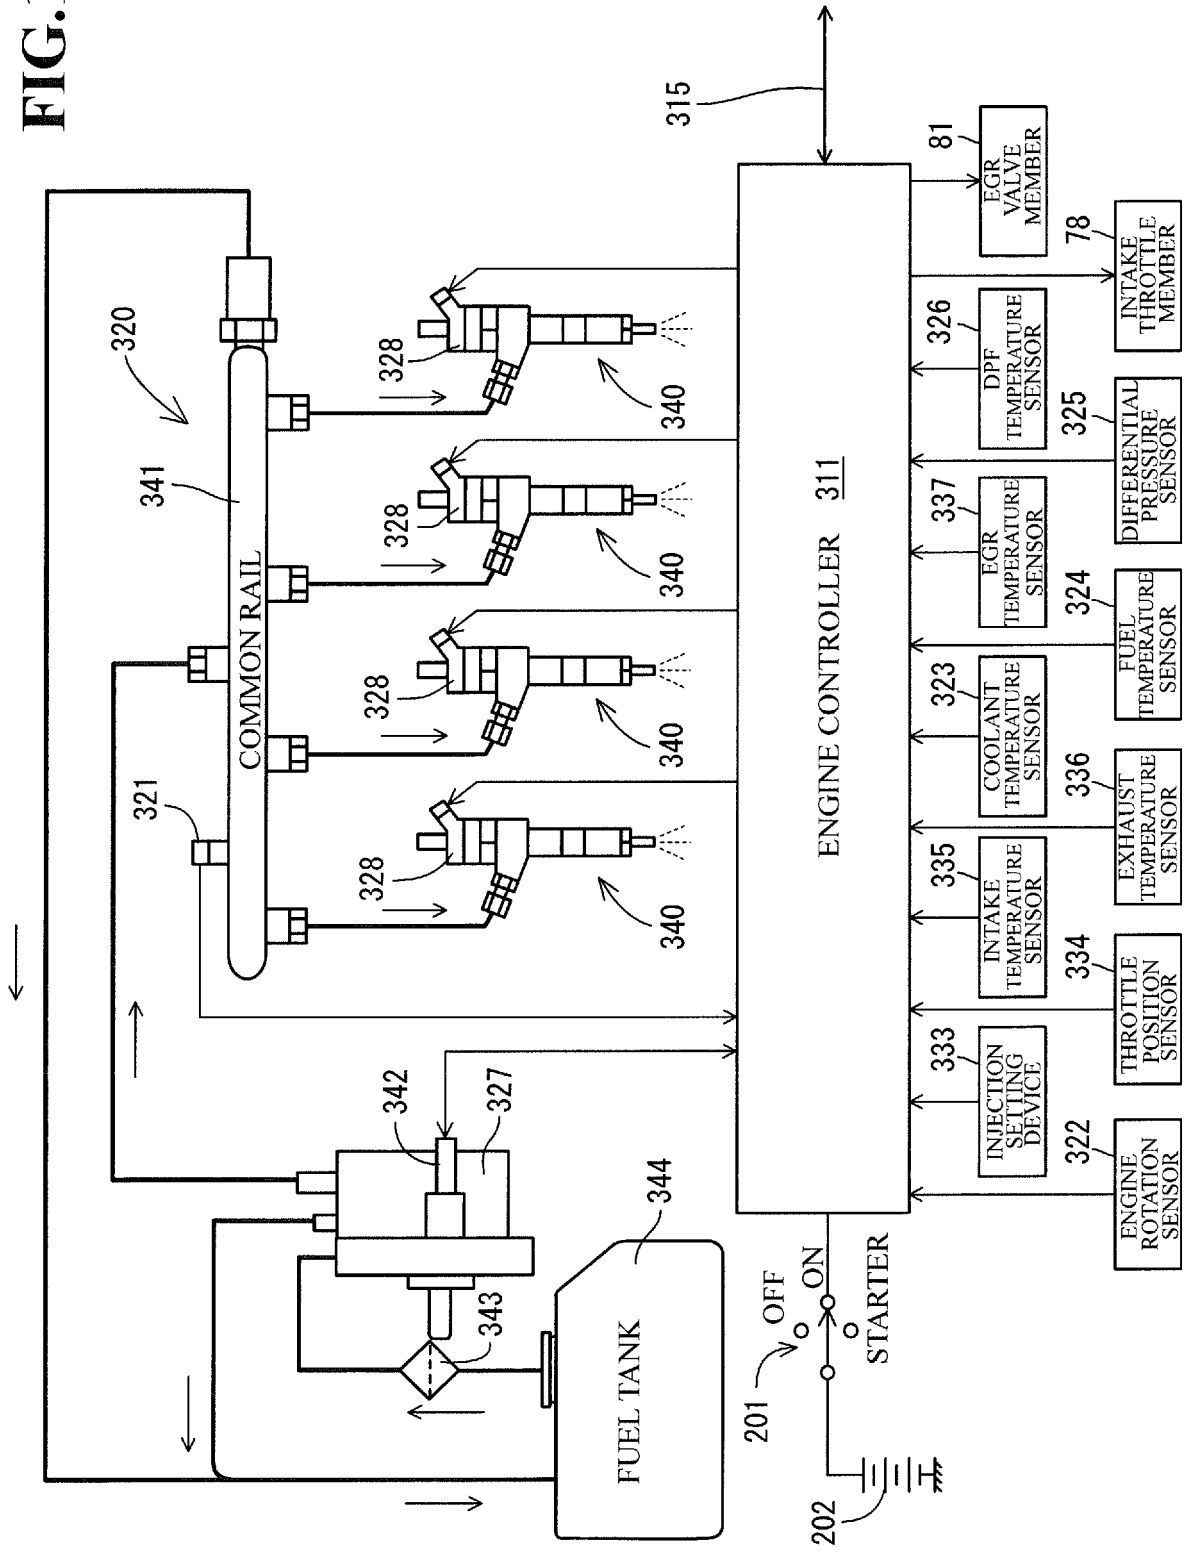 FIG.
320
321
341
COMMON RAIL
328
328
328
328
342
327
343
340
340
340
340
344
FUEL TANK
315
201
OFF
ON
STARTER
202
ENGINE CONTROLLER
311
333
INJECTION
SETTING
DEVICE
335
INTAKE
TEMPERATURE
SENSOR
323
COOLANT
TEMPERATURE
SENSOR
337
EGR
TEMPERATURE
SENSOR
326
DPF
TEMPERATURE
SENSOR
81
EGR
VALVE
MEMBER
322
ENGINE
ROTATION
SENSOR
334
THROTTLE
POSITION
SENSOR
336
EXHAUST
TEMPERATURE
SENSOR
324
FUEL
TEMPERATURE
SENSOR
325
DIFFERENTIAL
PRESSURE
SENSOR
78
INTAKE
THROTTLE
MEMBER